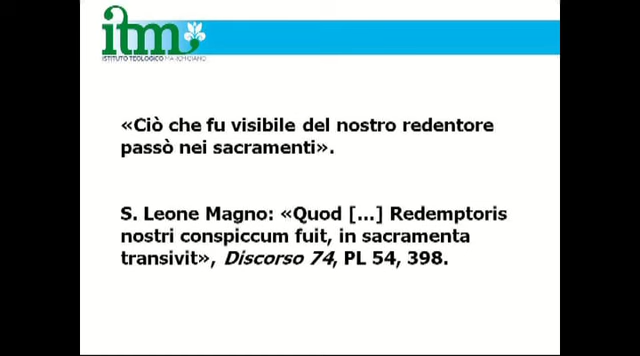 itm
ISTITUTO TEOLOGICO MARCHIGIANO
«Ciò che fu visibile del nostro redentore
passò nei sacramenti».
S. Leone Magno: «Quod [...] Redemptoris
nostri conspiccum fuit, in sacramenta
transivit», Discorso 74, PL 54, 398.